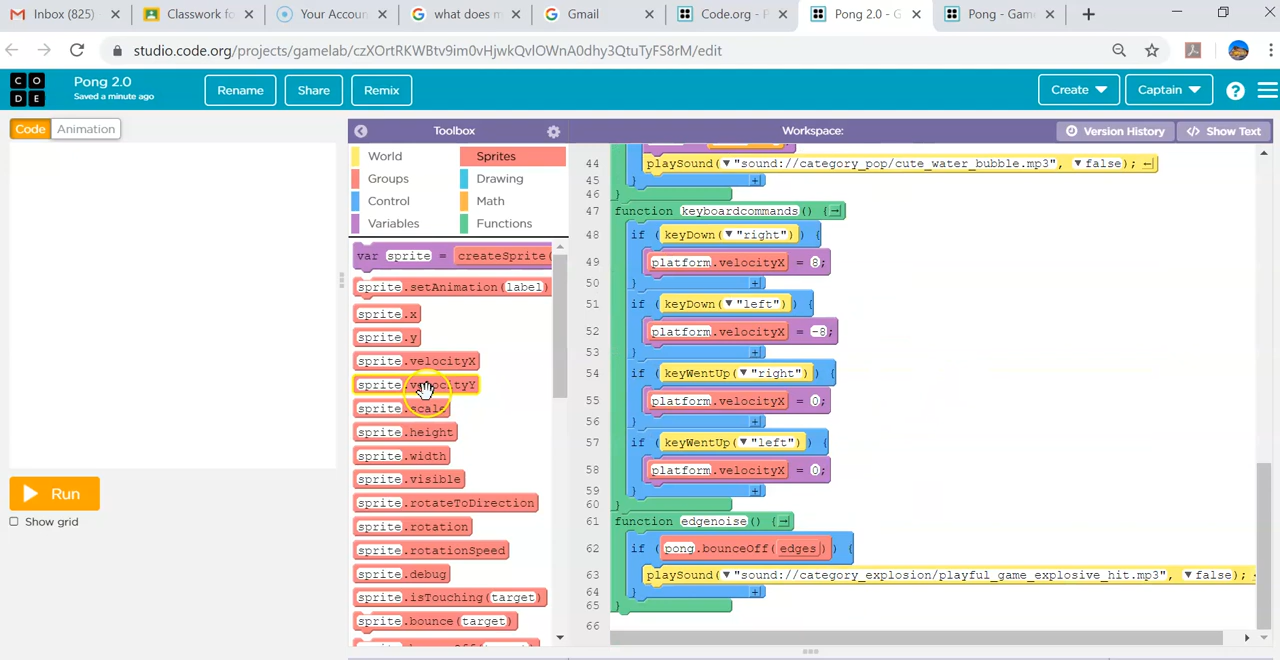 Inbox (825)
Classwork fo
Your Accoun
what does m
Gmail
Code.org - P
Pong 2.0 - G
Pong - Game
studio.code.org/projects/gamelab/czXOrtRKWBtv9im0vHjwkQvlOWnA0dhy3QtuTyFS8rM/edit
CO
DE
Pong 2.0
Saved a minute ago
Rename
Share
Remix
Create
Captain
Code
Animation
Toolbox
Workspace:
Version History
</> Show Text
World
Sprites
Groups
Drawing
Control
Math
Variables
Functions
var sprite = createSprite(
sprite.setAnimation(label)
sprite.x
sprite.y
sprite.velocityX
sprite.velocityY
sprite.scale
sprite.height
sprite.width
sprite.visible
sprite.rotateToDirection
sprite.rotation
sprite.rotationSpeed
sprite.debug
sprite.isTouching(target)
sprite.bounce(target)
Run
Show grid
44 playSound("sound://category_pop/cute_water_bubble.mp3", false);
45 }
46 }
47 function keyboardcommands() {
48 if (keyDown("right")) {
49 platform.velocityX = 8;
50 }
51 if (keyDown("left")) {
52 platform.velocityX = -8;
53 }
54 if (keyWentUp("right")) {
55 platform.velocityX = 0;
56 }
57 if (keyWentUp("left")) {
58 platform.velocityX = 0;
59 }
60 }
61 function edgenoise() {
62 if (pong.bounceOff(edges)) {
63 playSound("sound://category_explosion/playful_game_explosive_hit.mp3", false);
64 }
65 }
66